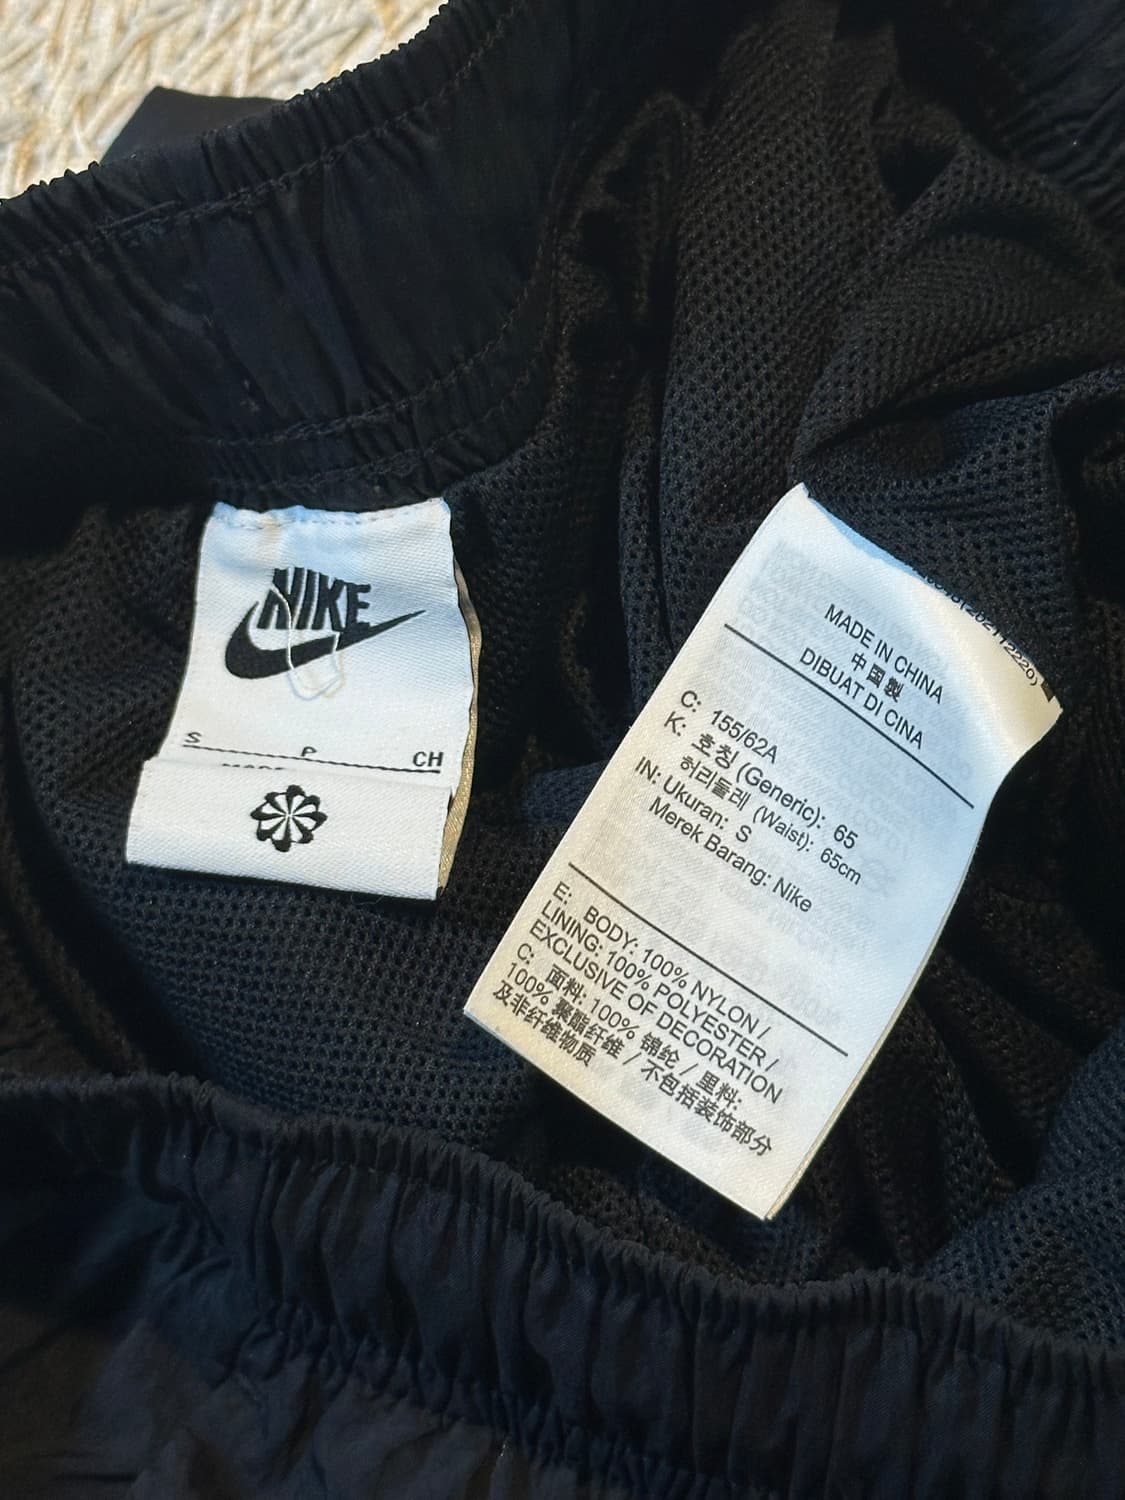 NIKE
S P CH
MADE IN CHINA
中国製
DIBUAT DI CINA
C: 155/62A
K: 호칭 (Generic): 65
허리둘레 (Waist): 65cm
IN: Ukuran: S
Merek Barang: Nike
E: BODY: 100% NYLON /
LINING: 100% POLYESTER /
EXCLUSIVE OF DECORATION
C: 面料: 100% 锦纶 / 里料:
100% 聚酯纤维 / 不包括装饰部分
及非纤维物质